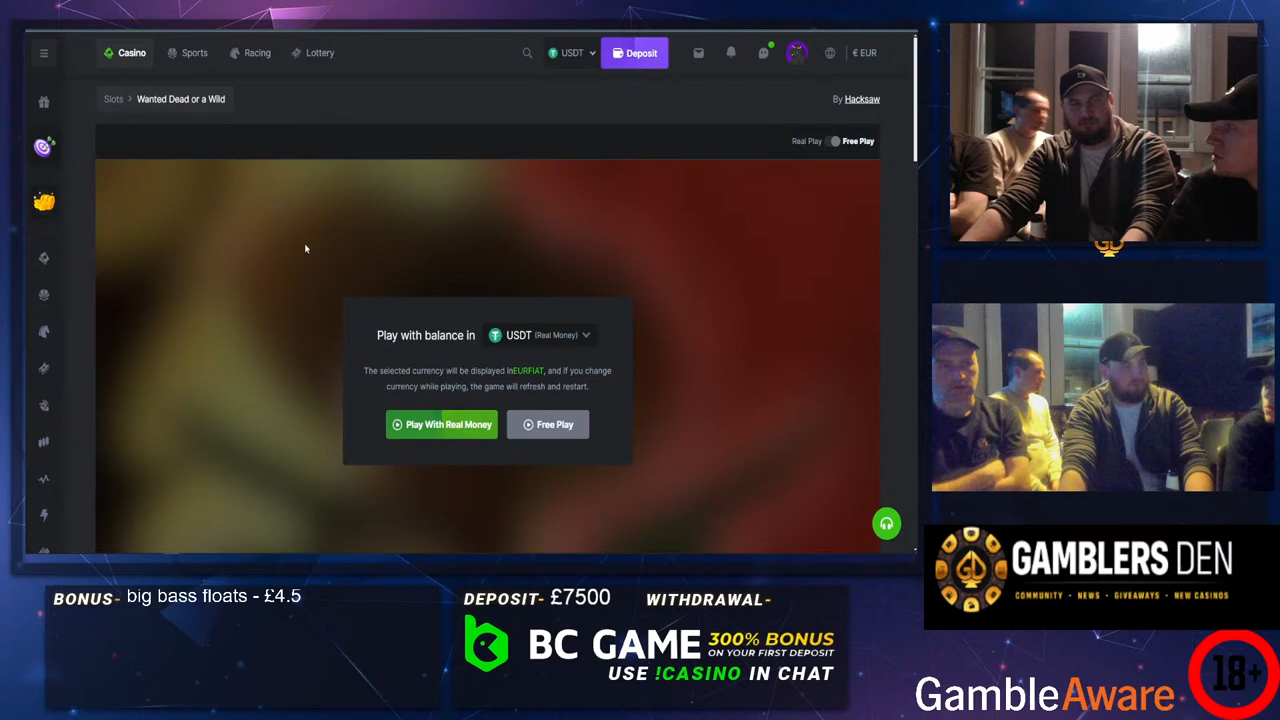 Casino
Sports
Racing
Lottery
USDT
Deposit
€ EUR
Slots > Wanted Dead or a Wild
By Hacksaw
Real Play Free Play
Play with balance in USDT (Real Money)
The selected currency will be displayed inEURFIAT, and if you change
currency while playing, the game will refresh and restart.
Play With Real Money
Free Play
GD
GAMBLERS DEN
COMMUNITY - NEWS - GIVEAWAYS - NEW CASINOS
BONUS- big bass floats - £4.5
DEPOSIT- £7500
WITHDRAWAL-
BC GAME
300% BONUS
ON YOUR FIRST DEPOSIT
USE !CASINO IN CHAT
GambleAware
18+